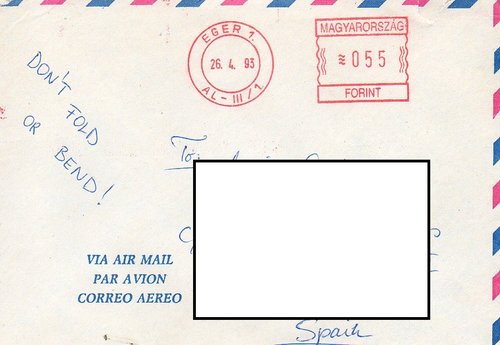 EGER 1.
26. 4. 93
AL-III/1.
MAGYARORSZÁG
≋055
FORINT
DON'T FOLD
OR BEND!
To:
VIA AIR MAIL
PAR AVION
CORREO AEREO
Spain